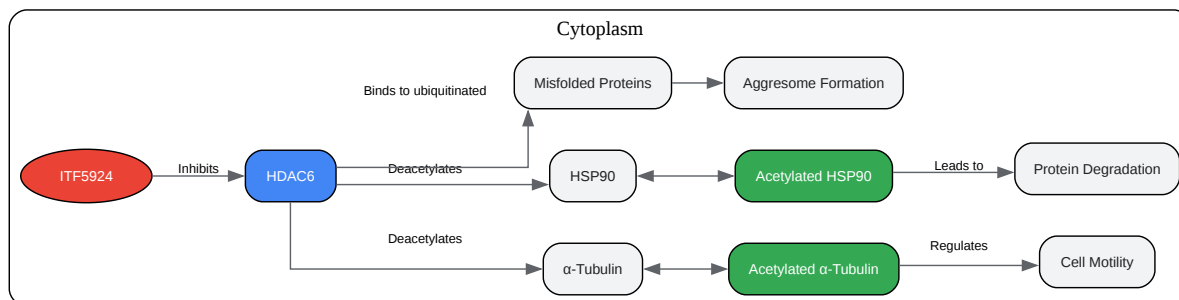 Cytoplasm
Misfolded Proteins
Aggresome Formation
Binds to ubiquitinated
ITF5924
Inhibits
HDAC6
Deacetylates
HSP90
Acetylated HSP90
Leads to
Protein Degradation
Deacetylates
α-Tubulin
Acetylated α-Tubulin
Regulates
Cell Motility